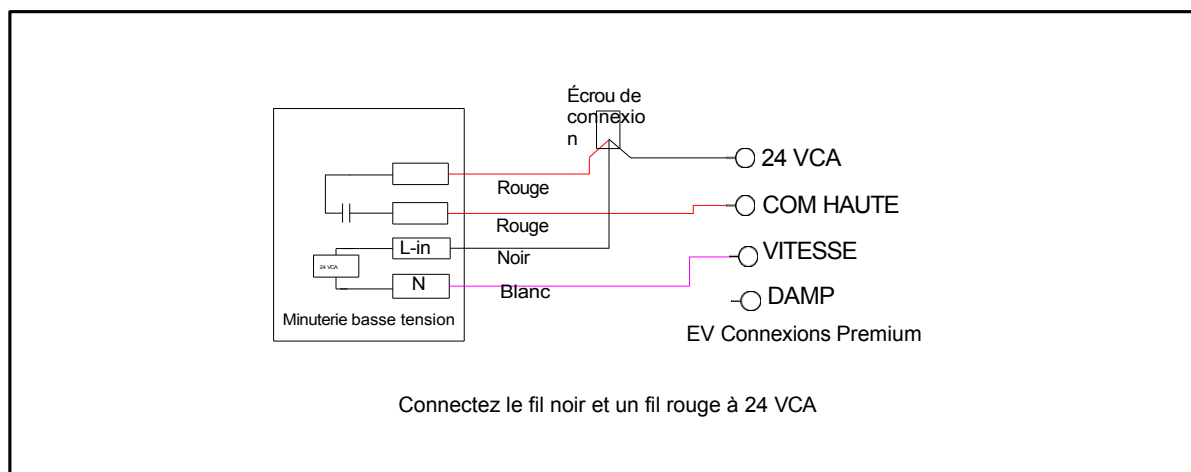 Écrou de
connexio
n
24 VCA
Rouge
COM HAUTE
Rouge
L-in
Noir
VITESSE
24 VCA
N
Blanc
DAMP
Minuterie basse tension
EV Connexions Premium
Connectez le fil noir et un fil rouge à 24 VCA